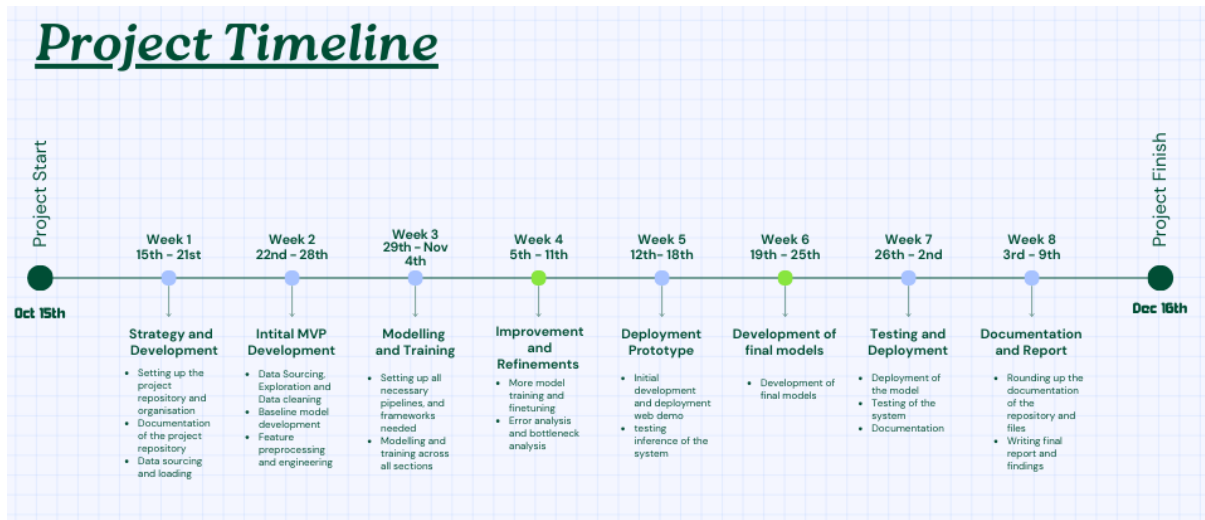 Project Timeline
Project Start
Oct 15th
Week 1
15th - 21st
Strategy and
Development
• Setting up the
project
repository and
organisation
• Documentation
of the project
repository
• Data sourcing
and loading
Week 2
22nd - 28th
Intital MVP
Development
• Data Sourcing,
Exploration and
Data cleaning
• Baseline model
development
• Feature
preprocessing
and engineering
Week 3
29th - Nov
4th
Modelling
and Training
• Setting up all
necessary
pipelines, and
frameworks
needed
• Modelling and
training across
all sections
Week 4
5th - 11th
Improvement
and
Refinements
• More model
training and
finetuning
• Error analysis
and bottleneck
analysis
Week 5
12th- 18th
Deployment
Prototype
• Initial
development
and deployment
web demo
• testing
inference of the
system
Week 6
19th - 25th
Development of
final models
• Development of
final models
Week 7
26th - 2nd
Testing and
Deployment
• Deployment of
the model
• Testing of the
system
• Documentation
Week 8
3rd - 9th
Documentation
and Report
• Rounding up the
documentation
of the
repository and
files
• Writing final
report and
findings
Project Finish
Dec 16th